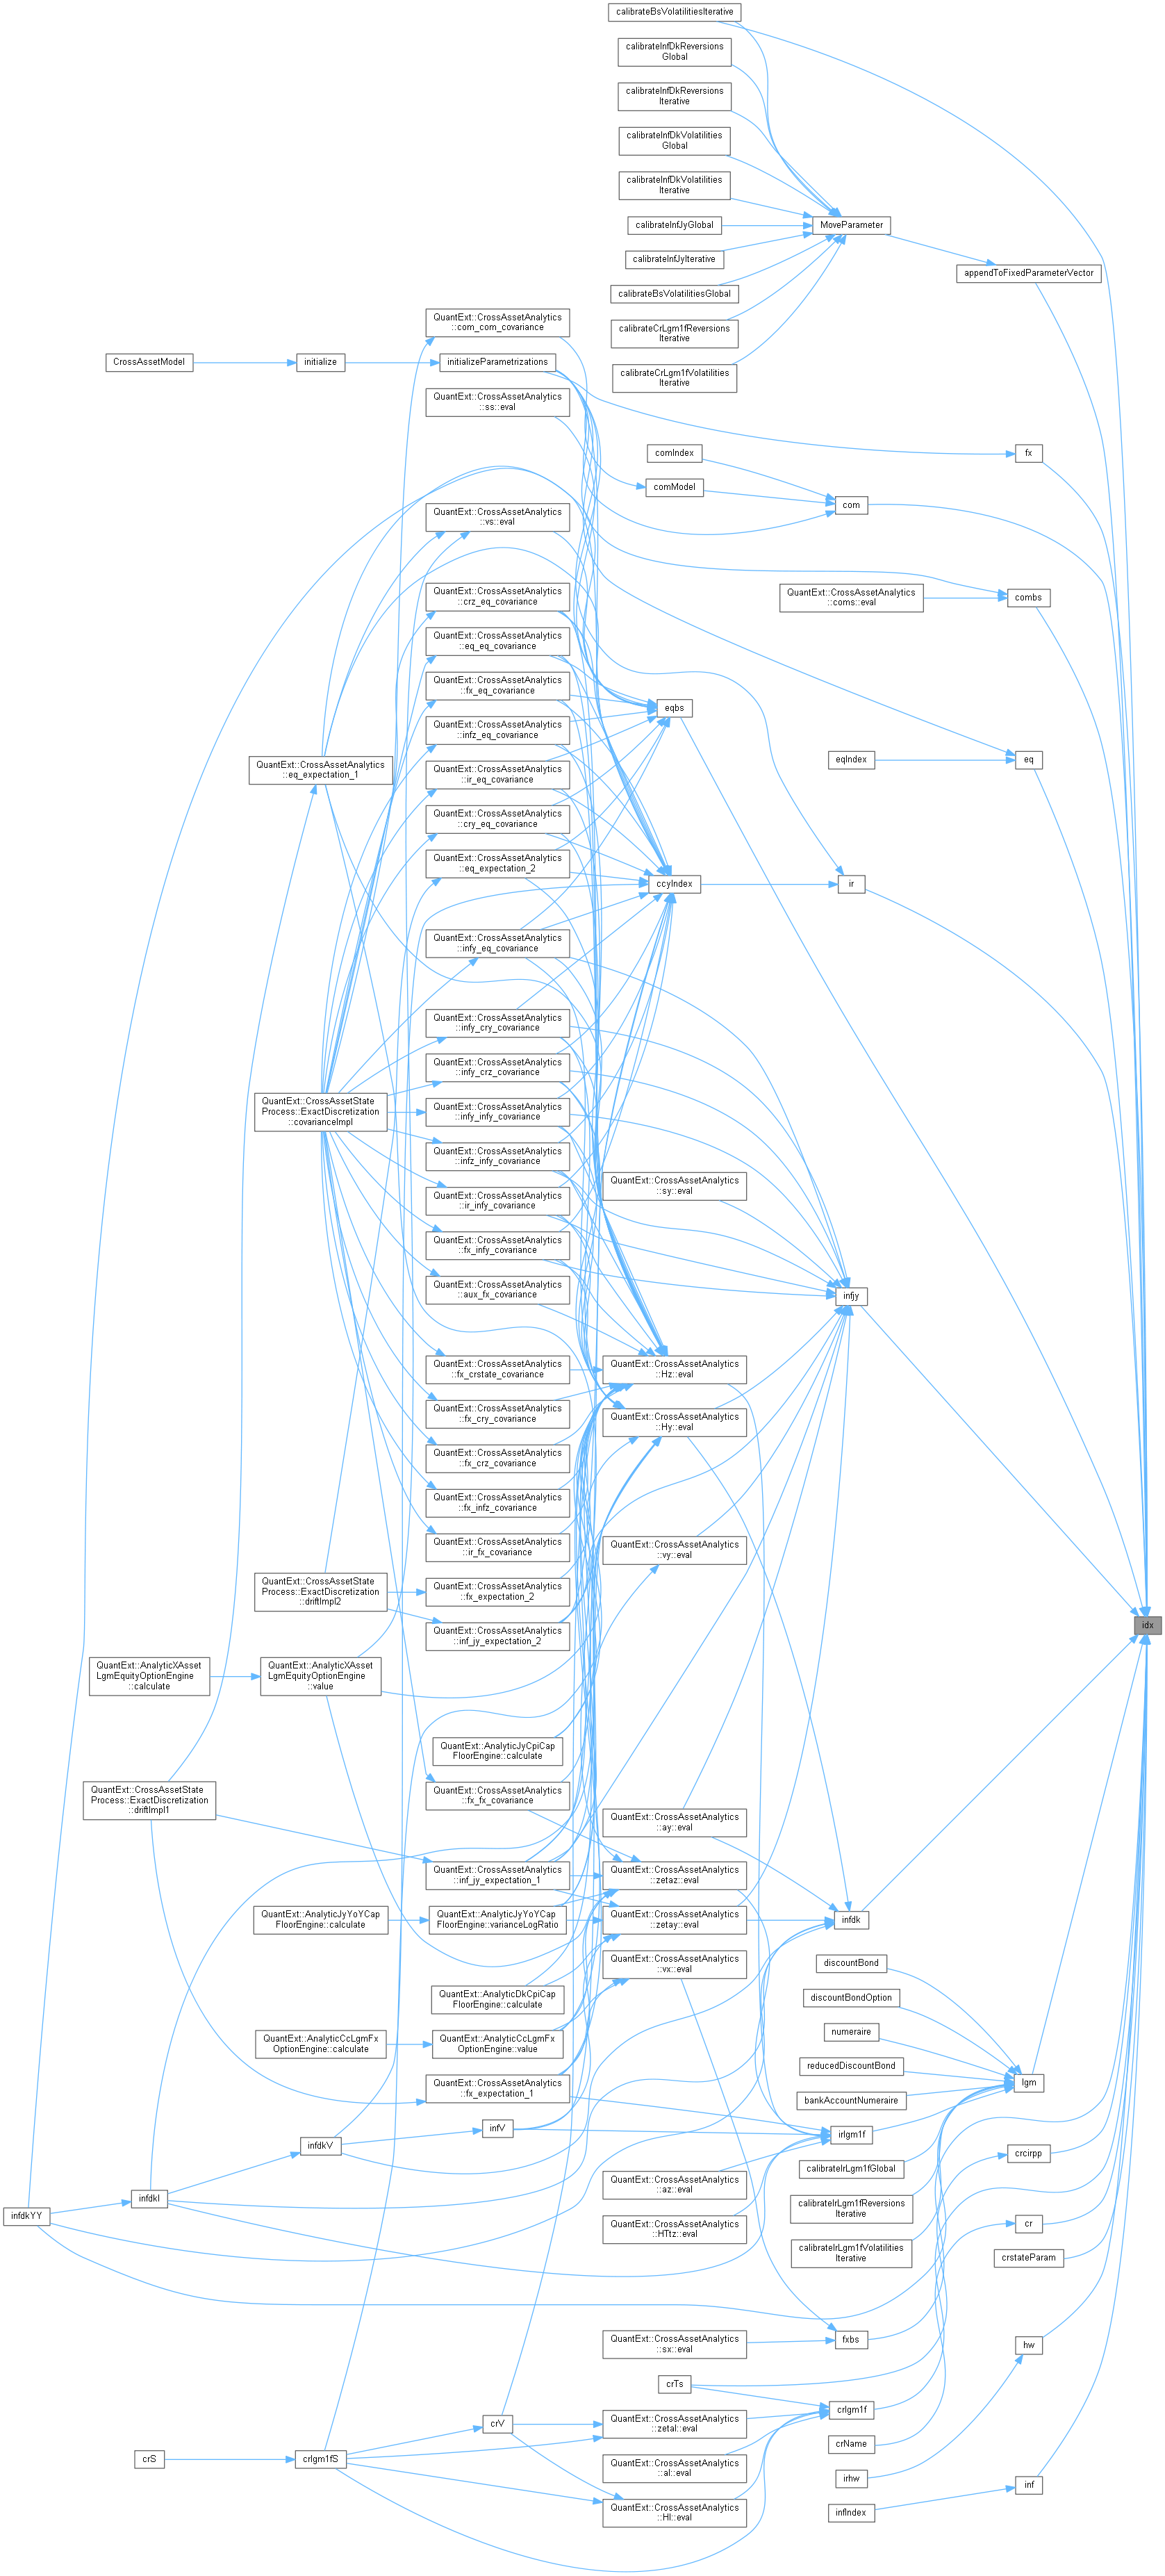 calibrateBsVolatilitiesIterative
calibrateInfDkReversions
Global
calibrateInfDkReversions
Iterative
calibrateInfDkVolatilities
Global
calibrateInfDkVolatilities
Iterative
calibrateInfJyGlobal
MoveParameter
calibrateInfJyIterative
appendToFixedParameterVector
calibrateBsVolatilitiesGlobal
QuantExt::CrossAssetAnalytics
::com_com_covariance
calibrateCrLgm1fReversions
Iterative
CrossAssetModel
initialize
initializeParametrizations
calibrateCrLgm1fVolatilities
Iterative
QuantExt::CrossAssetAnalytics
::ss::eval
comIndex
fx
comModel
com
QuantExt::CrossAssetAnalytics
::vs::eval
QuantExt::CrossAssetAnalytics
::crz_eq_covariance
QuantExt::CrossAssetAnalytics
::coms::eval
combs
QuantExt::CrossAssetAnalytics
::eq_eq_covariance
QuantExt::CrossAssetAnalytics
::fx_eq_covariance
eqbs
QuantExt::CrossAssetAnalytics
::infz_eq_covariance
QuantExt::CrossAssetAnalytics
::eq_expectation_1
QuantExt::CrossAssetAnalytics
::ir_eq_covariance
eqIndex
eq
QuantExt::CrossAssetAnalytics
::cry_eq_covariance
QuantExt::CrossAssetAnalytics
::eq_expectation_2
ccyIndex
ir
QuantExt::CrossAssetAnalytics
::infy_eq_covariance
QuantExt::CrossAssetAnalytics
::infy_cry_covariance
QuantExt::CrossAssetAnalytics
::infy_crz_covariance
QuantExt::CrossAssetState
Process::ExactDiscretization
::covarianceImpl
QuantExt::CrossAssetAnalytics
::infy_infy_covariance
QuantExt::CrossAssetAnalytics
::infz_infy_covariance
QuantExt::CrossAssetAnalytics
::sy::eval
QuantExt::CrossAssetAnalytics
::ir_infy_covariance
QuantExt::CrossAssetAnalytics
::fx_infy_covariance
QuantExt::CrossAssetAnalytics
::aux_fx_covariance
infjy
QuantExt::CrossAssetAnalytics
::fx_crstate_covariance
QuantExt::CrossAssetAnalytics
::Hz::eval
QuantExt::CrossAssetAnalytics
::fx_cry_covariance
QuantExt::CrossAssetAnalytics
::Hy::eval
QuantExt::CrossAssetAnalytics
::fx_crz_covariance
QuantExt::CrossAssetAnalytics
::fx_infz_covariance
QuantExt::CrossAssetAnalytics
::ir_fx_covariance
QuantExt::CrossAssetAnalytics
::vy::eval
QuantExt::CrossAssetState
Process::ExactDiscretization
::driftImpl2
QuantExt::CrossAssetAnalytics
::fx_expectation_2
QuantExt::CrossAssetAnalytics
::inf_jy_expectation_2
idx
QuantExt::AnalyticXAsset
LgmEquityOptionEngine
::calculate
QuantExt::AnalyticXAsset
LgmEquityOptionEngine
::value
QuantExt::AnalyticJyCpiCap
FloorEngine::calculate
QuantExt::CrossAssetState
Process::ExactDiscretization
::driftImpl1
QuantExt::CrossAssetAnalytics
::fx_fx_covariance
QuantExt::CrossAssetAnalytics
::ay::eval
QuantExt::CrossAssetAnalytics
::inf_jy_expectation_1
QuantExt::CrossAssetAnalytics
::zetaz::eval
QuantExt::AnalyticJyYoYCap
FloorEngine::calculate
QuantExt::AnalyticJyYoYCap
FloorEngine::varianceLogRatio
QuantExt::CrossAssetAnalytics
::zetay::eval
infdk
QuantExt::CrossAssetAnalytics
::vx::eval
discountBond
QuantExt::AnalyticDkCpiCap
FloorEngine::calculate
discountBondOption
QuantExt::AnalyticCcLgmFx
OptionEngine::calculate
QuantExt::AnalyticCcLgmFx
OptionEngine::value
numeraire
reducedDiscountBond
lgm
QuantExt::CrossAssetAnalytics
::fx_expectation_1
bankAccountNumeraire
infV
irlgm1f
infdkV
calibrateIrLgm1fGlobal
crcirpp
QuantExt::CrossAssetAnalytics
::az::eval
infdkI
calibrateIrLgm1fReversions
Iterative
infdkYY
QuantExt::CrossAssetAnalytics
::HTtz::eval
cr
calibrateIrLgm1fVolatilities
Iterative
crstateParam
QuantExt::CrossAssetAnalytics
::sx::eval
fxbs
hw
crTs
crV
QuantExt::CrossAssetAnalytics
::zetal::eval
crlgm1f
crName
crS
crlgm1fS
QuantExt::CrossAssetAnalytics
::al::eval
irhw
inf
QuantExt::CrossAssetAnalytics
::Hl::eval
infIndex